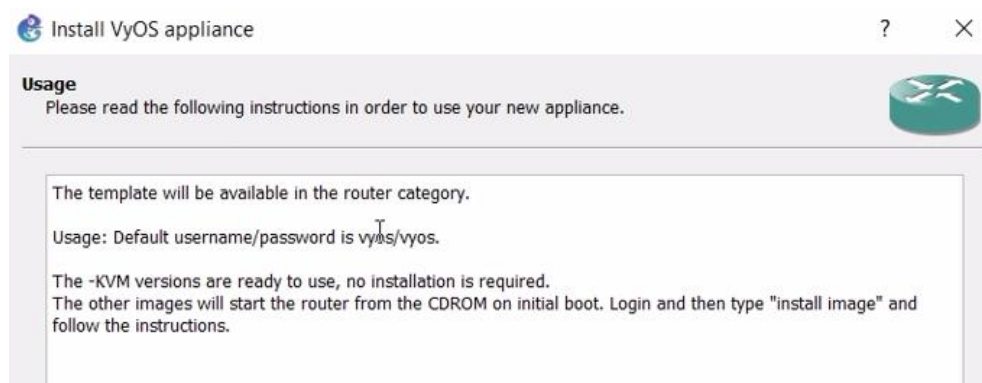 Install VyOS appliance ?
Usage
Please read the following instructions in order to use your new appliance.
The template will be available in the router category.
Usage: Default username/password is vyos/vyos.
The -KVM versions are ready to use, no installation is required.
The other images will start the router from the CDROM on initial boot. Login and then type "install image" and
follow the instructions.